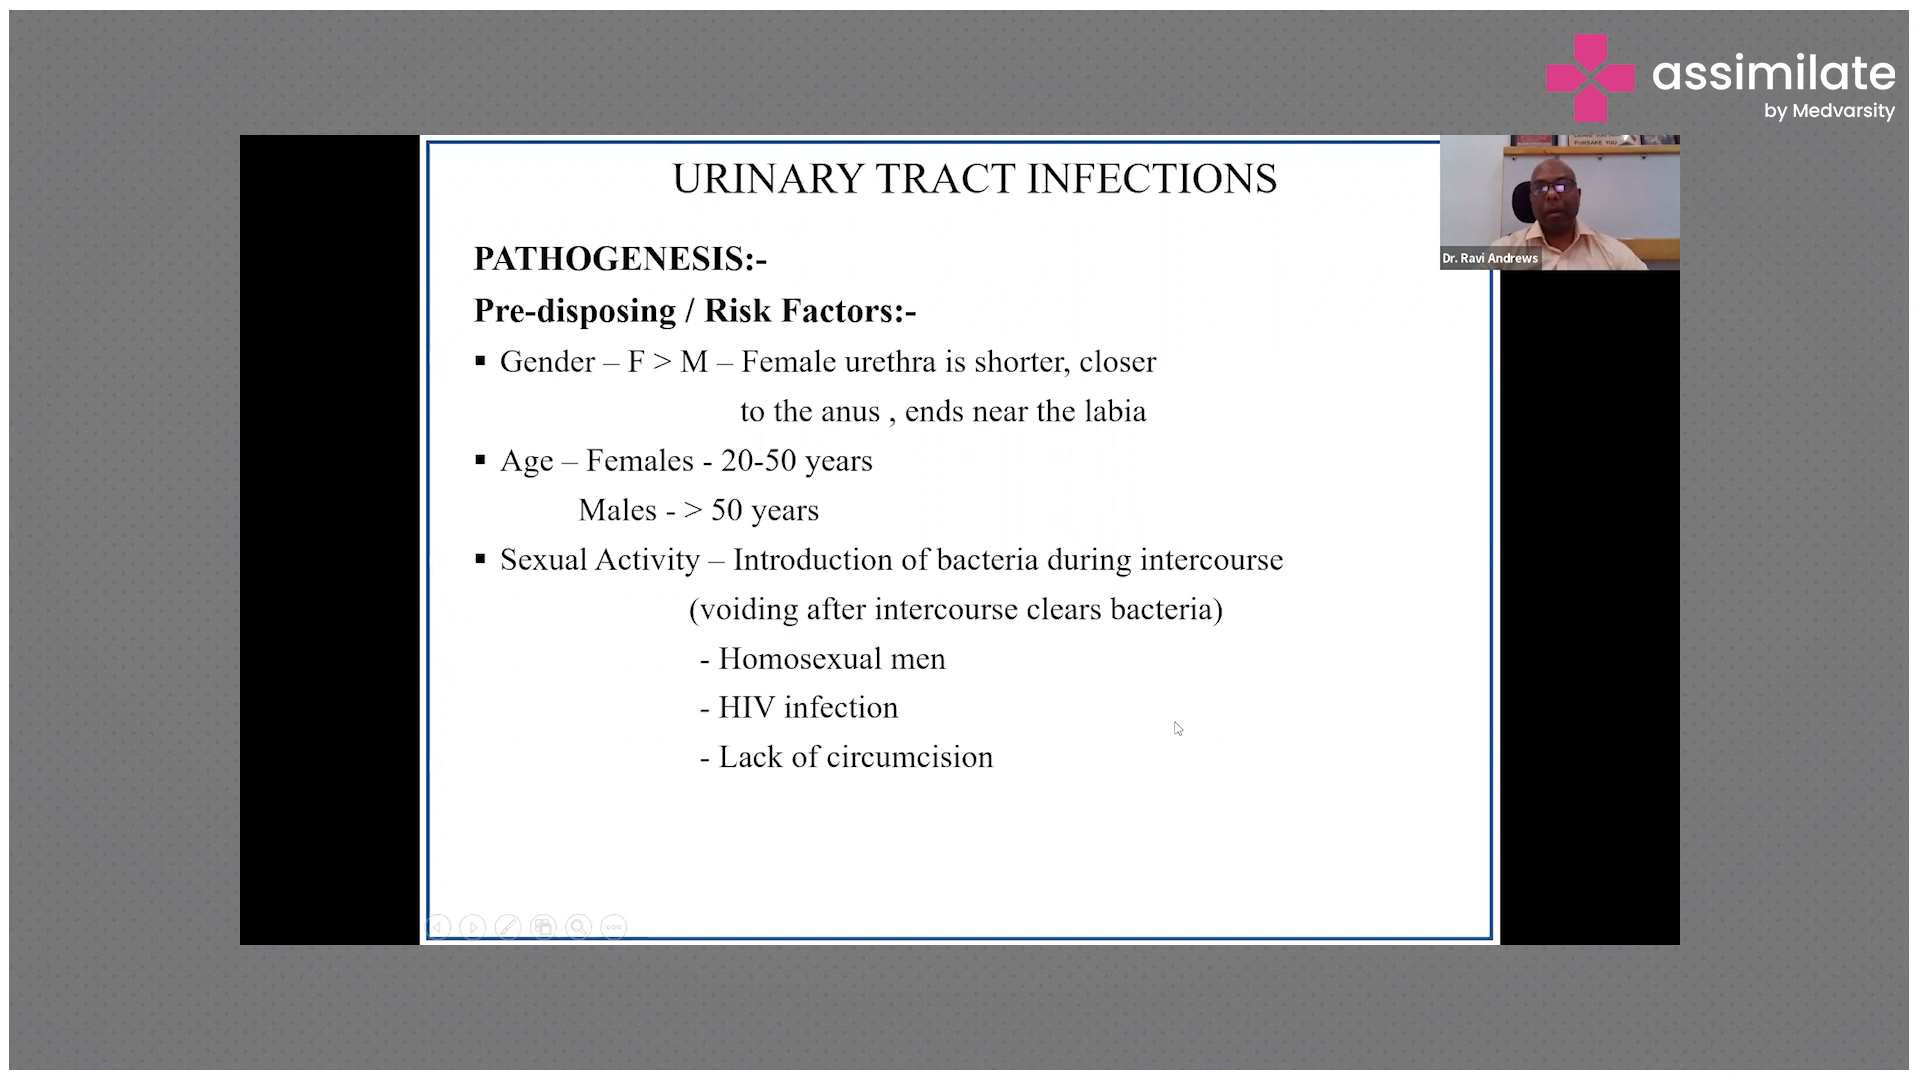 assimilate
by Medvarsity
URINARY TRACT INFECTIONS
FORSAKE YOU
Dr. Ravi Andrews
PATHOGENESIS:-
Pre-disposing / Risk Factors:-
▪ Gender – F > M – Female urethra is shorter, closer
to the anus , ends near the labia
▪ Age – Females - 20-50 years
Males - > 50 years
▪ Sexual Activity – Introduction of bacteria during intercourse
(voiding after intercourse clears bacteria)
- Homosexual men
- HIV infection
- Lack of circumcision